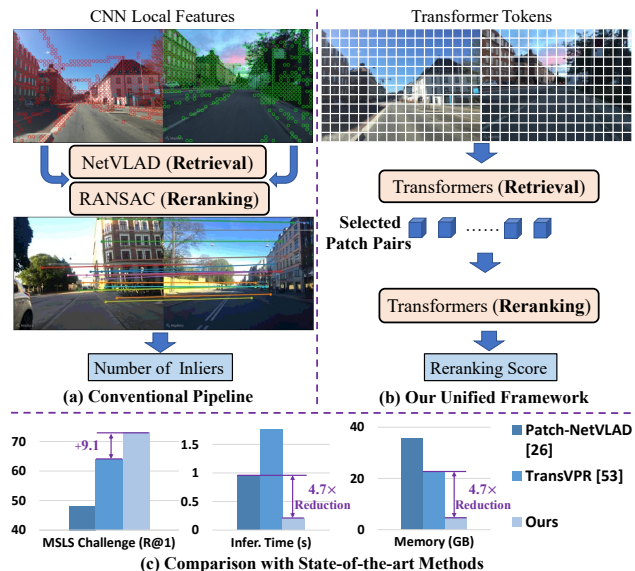 CNN Local Features
NetVLAD (Retrieval)
RANSAC (Reranking)
Number of Inliers
(a) Conventional Pipeline
Transformer Tokens
Transformers (Retrieval)
Selected
Patch Pairs
......
Transformers (Reranking)
Reranking Score
(b) Our Unified Framework
70
60
50
40
+9.1
MSLS Challenge (R@1)
1.5
1
0.5
0
4.7×
Reduction
Infer. Time (s)
40
20
0
4.7×
Reduction
Memory (GB)
Patch-NetVLAD
[26]
TransVPR [53]
Ours
(c) Comparison with State-of-the-art Methods